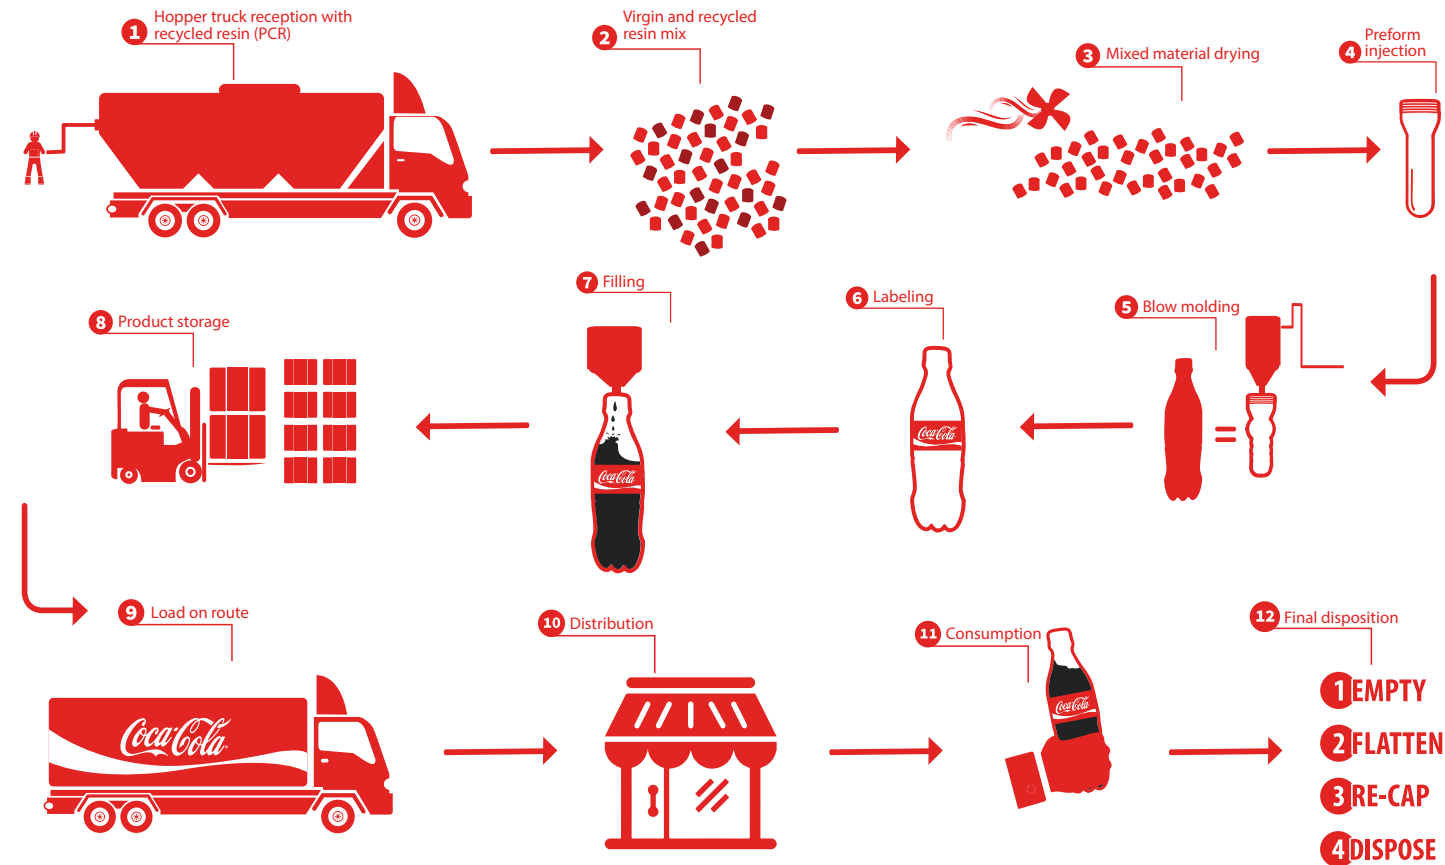 1 Hopper truck reception with
recycled resin (PCR)
2 Virgin and recycled
resin mix
3 Mixed material drying
4 Preform
injection
5 Blow molding
6 Labeling
Coca-Cola
7 Filling
Coca-Cola
8 Product storage
9 Load on route
Coca-Cola
10 Distribution
11 Consumption
Coca-Cola
12 Final disposition
1 EMPTY
2 FLATTEN
3 RE-CAP
4 DISPOSE